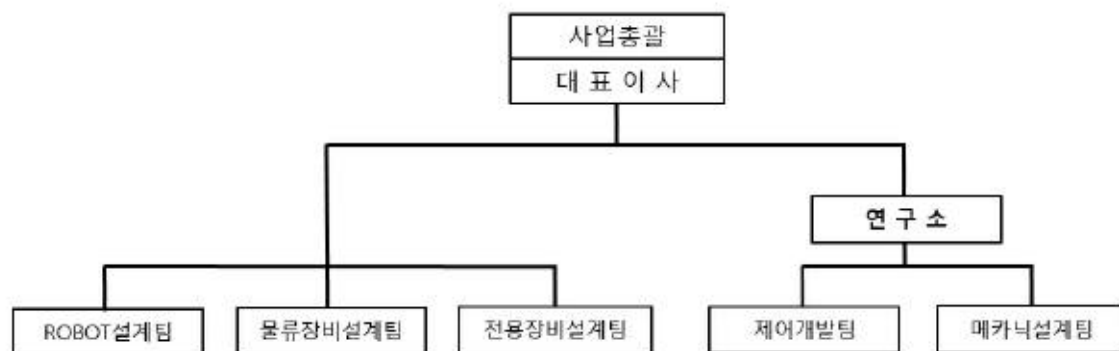 사업총괄
대 표 이 사
연 구 소
ROBOT설계팀
물류장비설계팀
전용장비설계팀
제어개발팀
메카닉설계팀